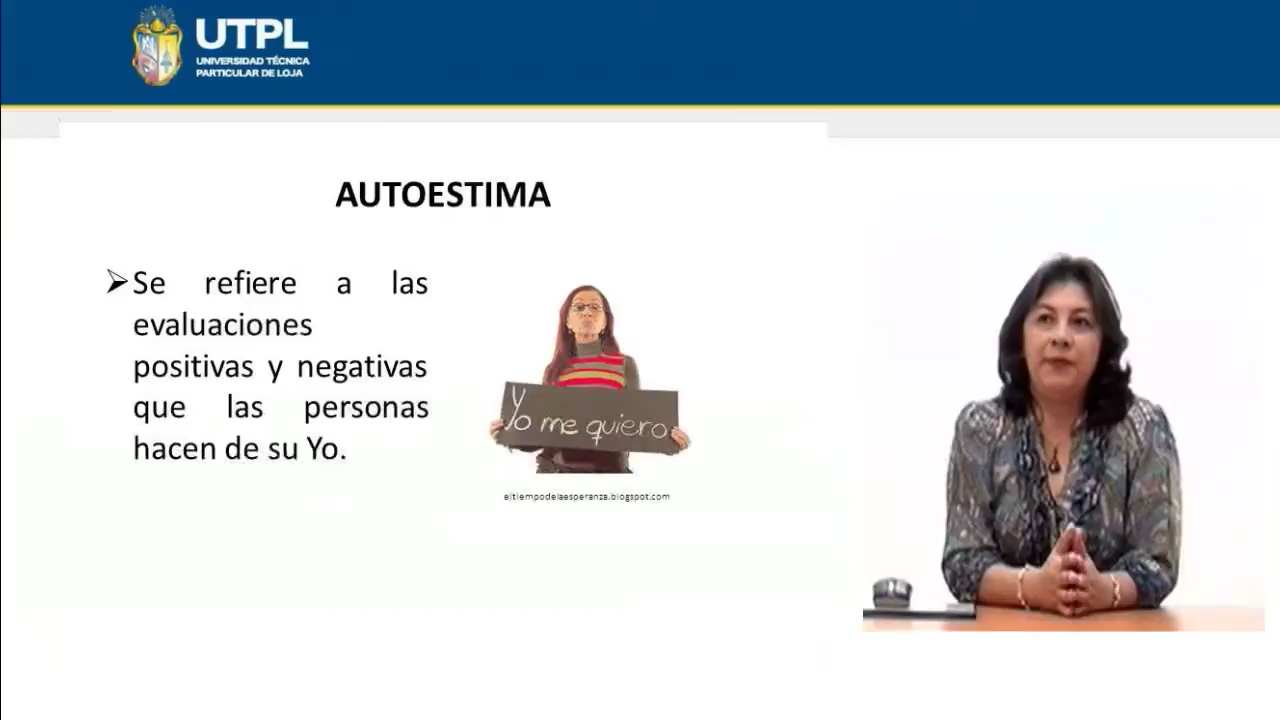 UTPL
UNIVERSIDAD TÉCNICA
PARTICULAR DE LOJA
AUTOESTIMA
➢Se refiere a las
evaluaciones
positivas y negativas
que las personas
hacen de su Yo.
Yo me quiero
eltiempodelaesperanza.blogspot.com